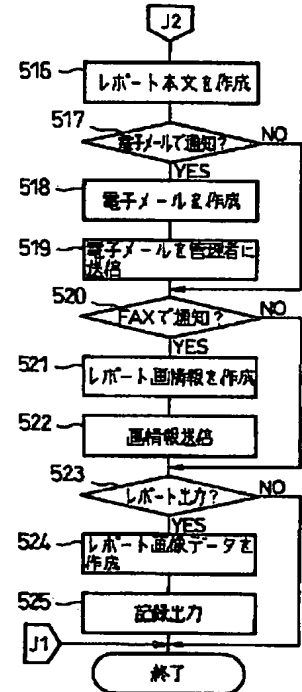 J2
516
レポート本文を作成
517
電子メールで通知?
NO
YES
518
電子メールを作成
519
電子メールを管理者に
送信
520
FAXで通知?
NO
YES
521
レポート画情報を作成
522
画情報送信
523
レポート出力?
NO
YES
524
レポート画像データを
作成
525
記録出力
J1
終了